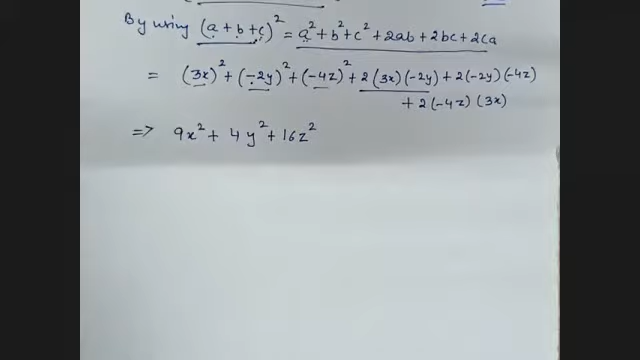 By using (a + b + c)² = a² + b² + c² + 2ab + 2bc + 2ca
= (3x)² + (-2y)² + (-4z)² + 2(3x)(-2y) + 2(-2y)(-4z)
+ 2(-4z)(3x)
=> 9x² + 4y² + 16z²